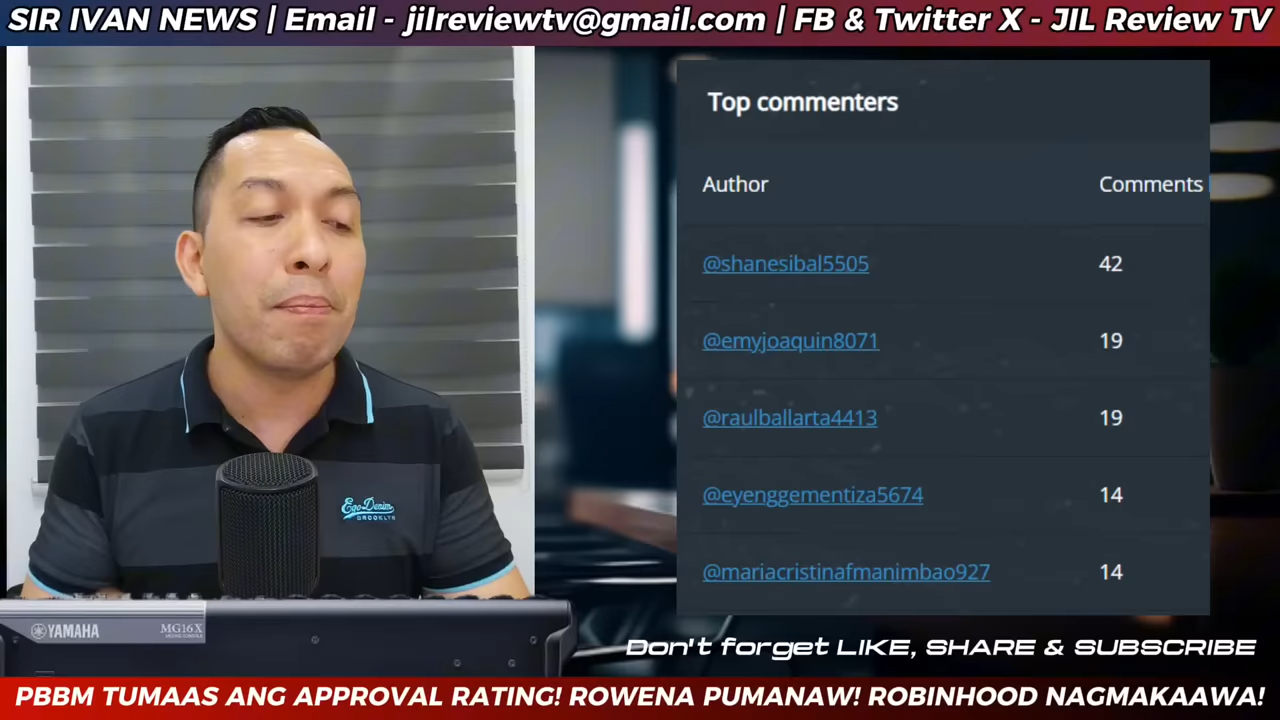 SIR IVAN NEWS | Email - jilreviewtv@gmail.com | FB & Twitter X - JIL Review TV
Top commenters
Author Comments
@shanesibal5505 42
@emyjoaquin8071 19
@raulballarta4413 19
@eyenggementiza5674 14
@mariacristinafmanimbao927 14
Ego Denim
BROOKLYN
YAMAHA
MG16X
MIXING CONSOLE
Don't forget LIKE, SHARE & SUBSCRIBE
PBBM TUMAAS ANG APPROVAL RATING! ROWENA PUMANAW! ROBINHOOD NAGMAKAAWA!